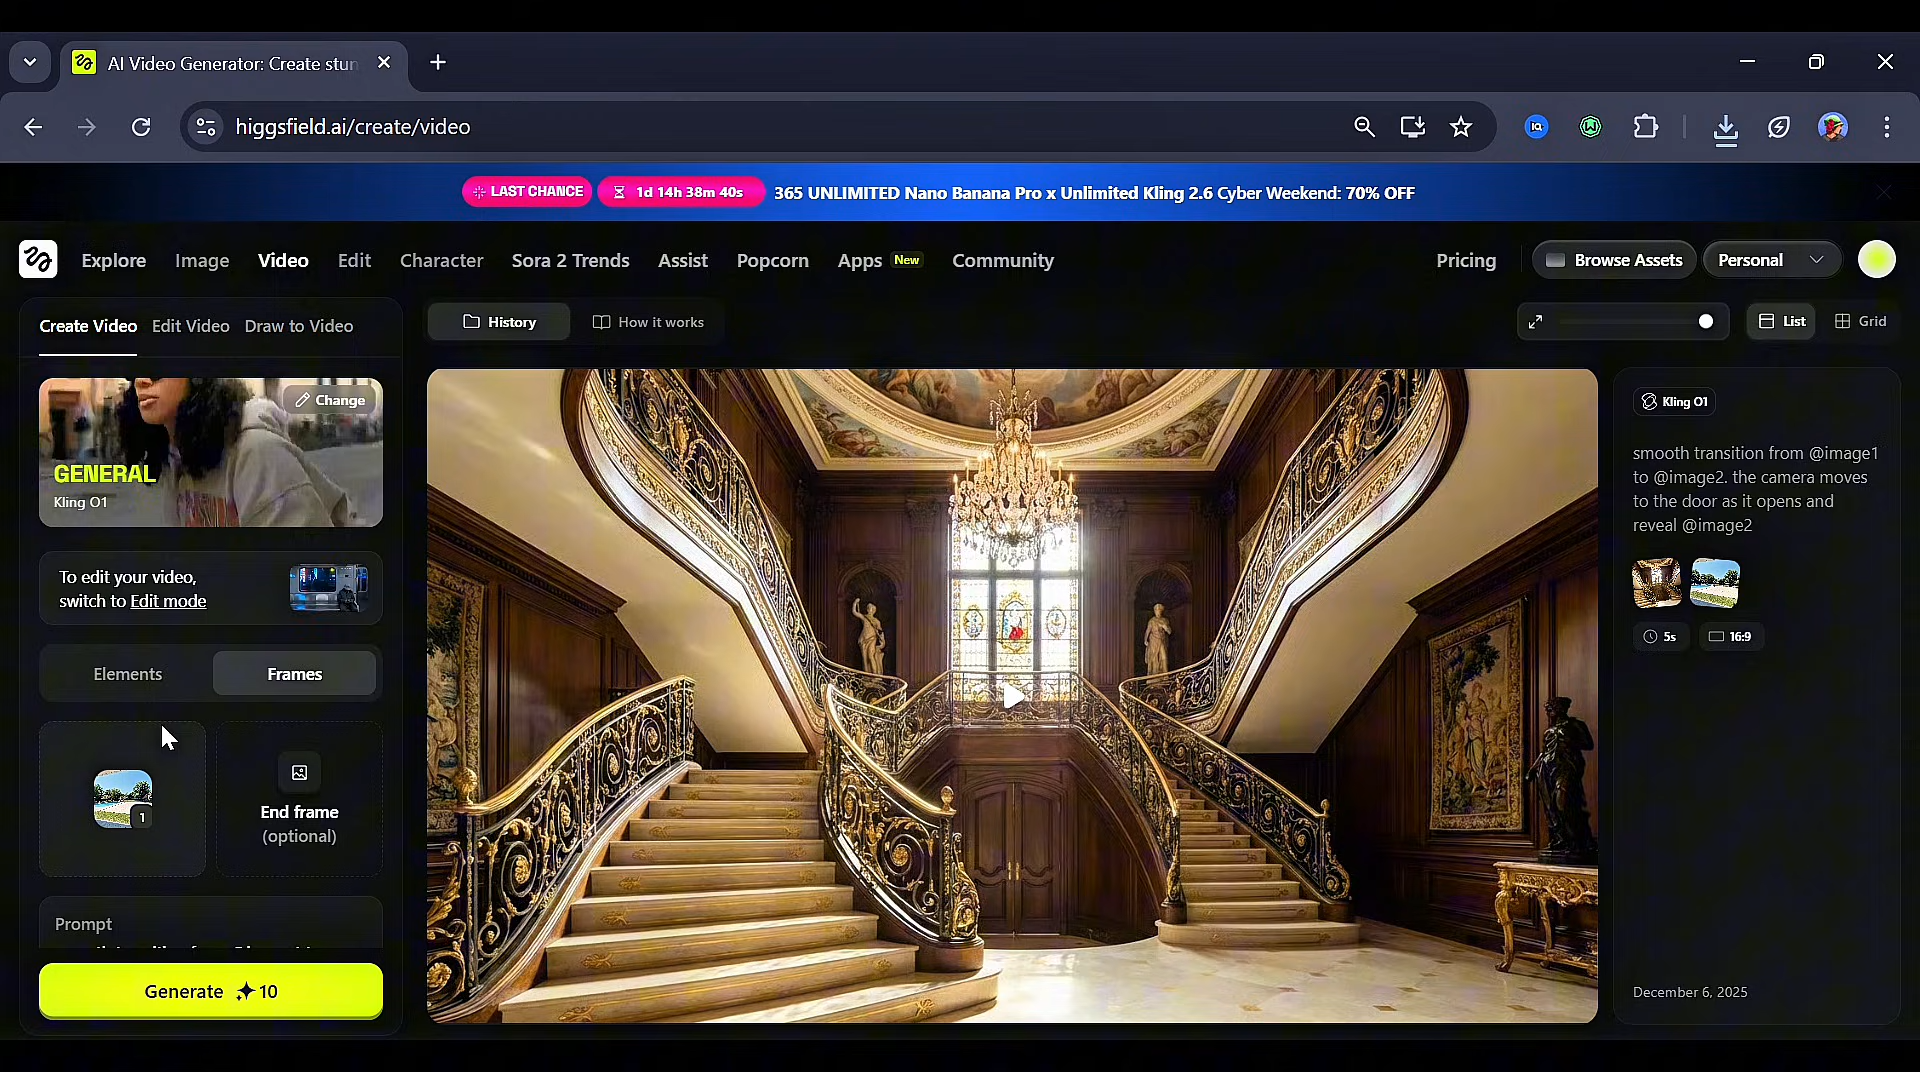 AI Video Generator: Create stun
higgsfield.ai/create/video
LAST CHANCE
1d 14h 38m 40s
365 UNLIMITED Nano Banana Pro x Unlimited Kling 2.6 Cyber Weekend: 70% OFF
Explore
Image
Video
Edit
Character
Sora 2 Trends
Assist
Popcorn
Apps
New
Community
Pricing
Browse Assets
Personal
Create Video
Edit Video
Draw to Video
History
How it works
List
Grid
Change
GENERAL
Kling O1
To edit your video,
switch to Edit mode
Elements
Frames
1
End frame
(optional)
Prompt
Generate 10
Kling O1
smooth transition from @image1
to @image2. the camera moves
to the door as it opens and
reveal @image2
5s
16:9
December 6, 2025